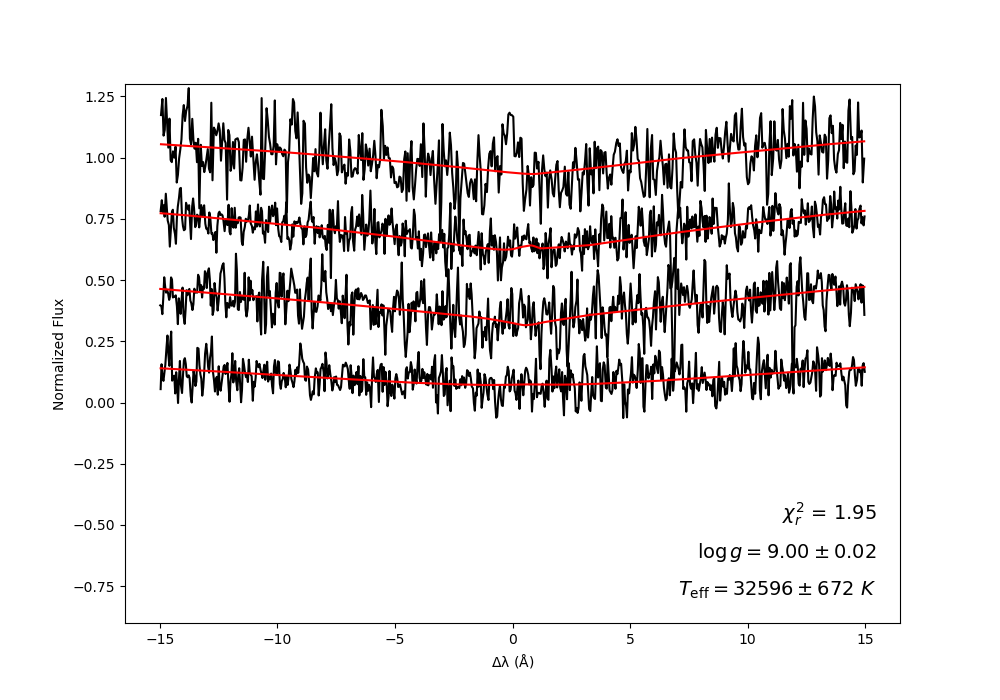 1.25
1.00
0.75
0.50
0.25
0.00
−0.25
−0.50
−0.75
Normalized Flux
χ²ᵣ = 1.95
log g = 9.00 ± 0.02
T_eff = 32596 ± 672 K
−15 −10 −5 0 5 10 15
Δλ (Å)